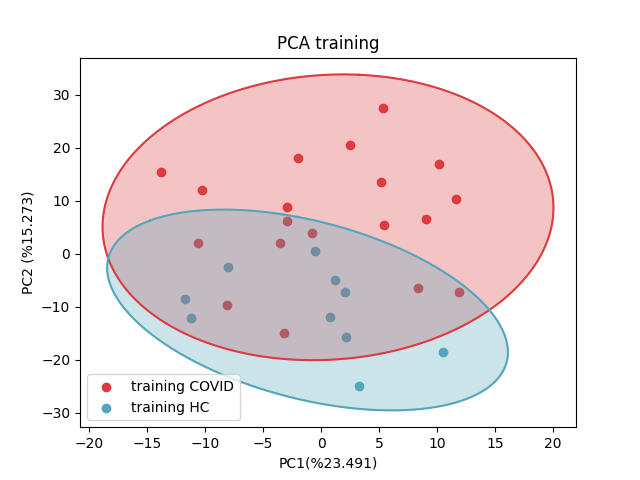 PCA training
PC2 (%15.273)
30
20
10
0
−10
−20
−30
training COVID
training HC
−20 −15 −10 −5 0 5 10 15 20
PC1(%23.491)